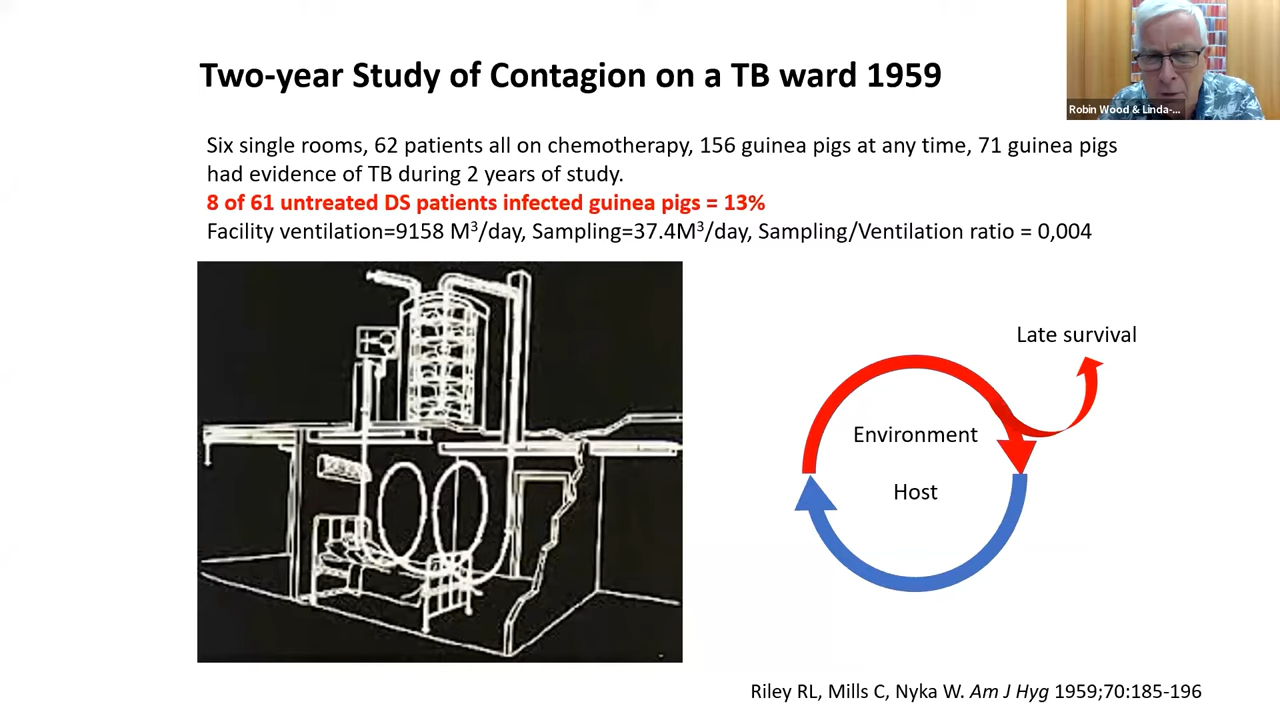 Two-year Study of Contagion on a TB ward 1959
Robin Wood & Linda-...
Six single rooms, 62 patients all on chemotherapy, 156 guinea pigs at any time, 71 guinea pigs
had evidence of TB during 2 years of study.
8 of 61 untreated DS patients infected guinea pigs = 13%
Facility ventilation=9158 M³/day, Sampling=37.4M³/day, Sampling/Ventilation ratio = 0,004
Late survival
Environment
Host
Riley RL, Mills C, Nyka W. Am J Hyg 1959;70:185-196